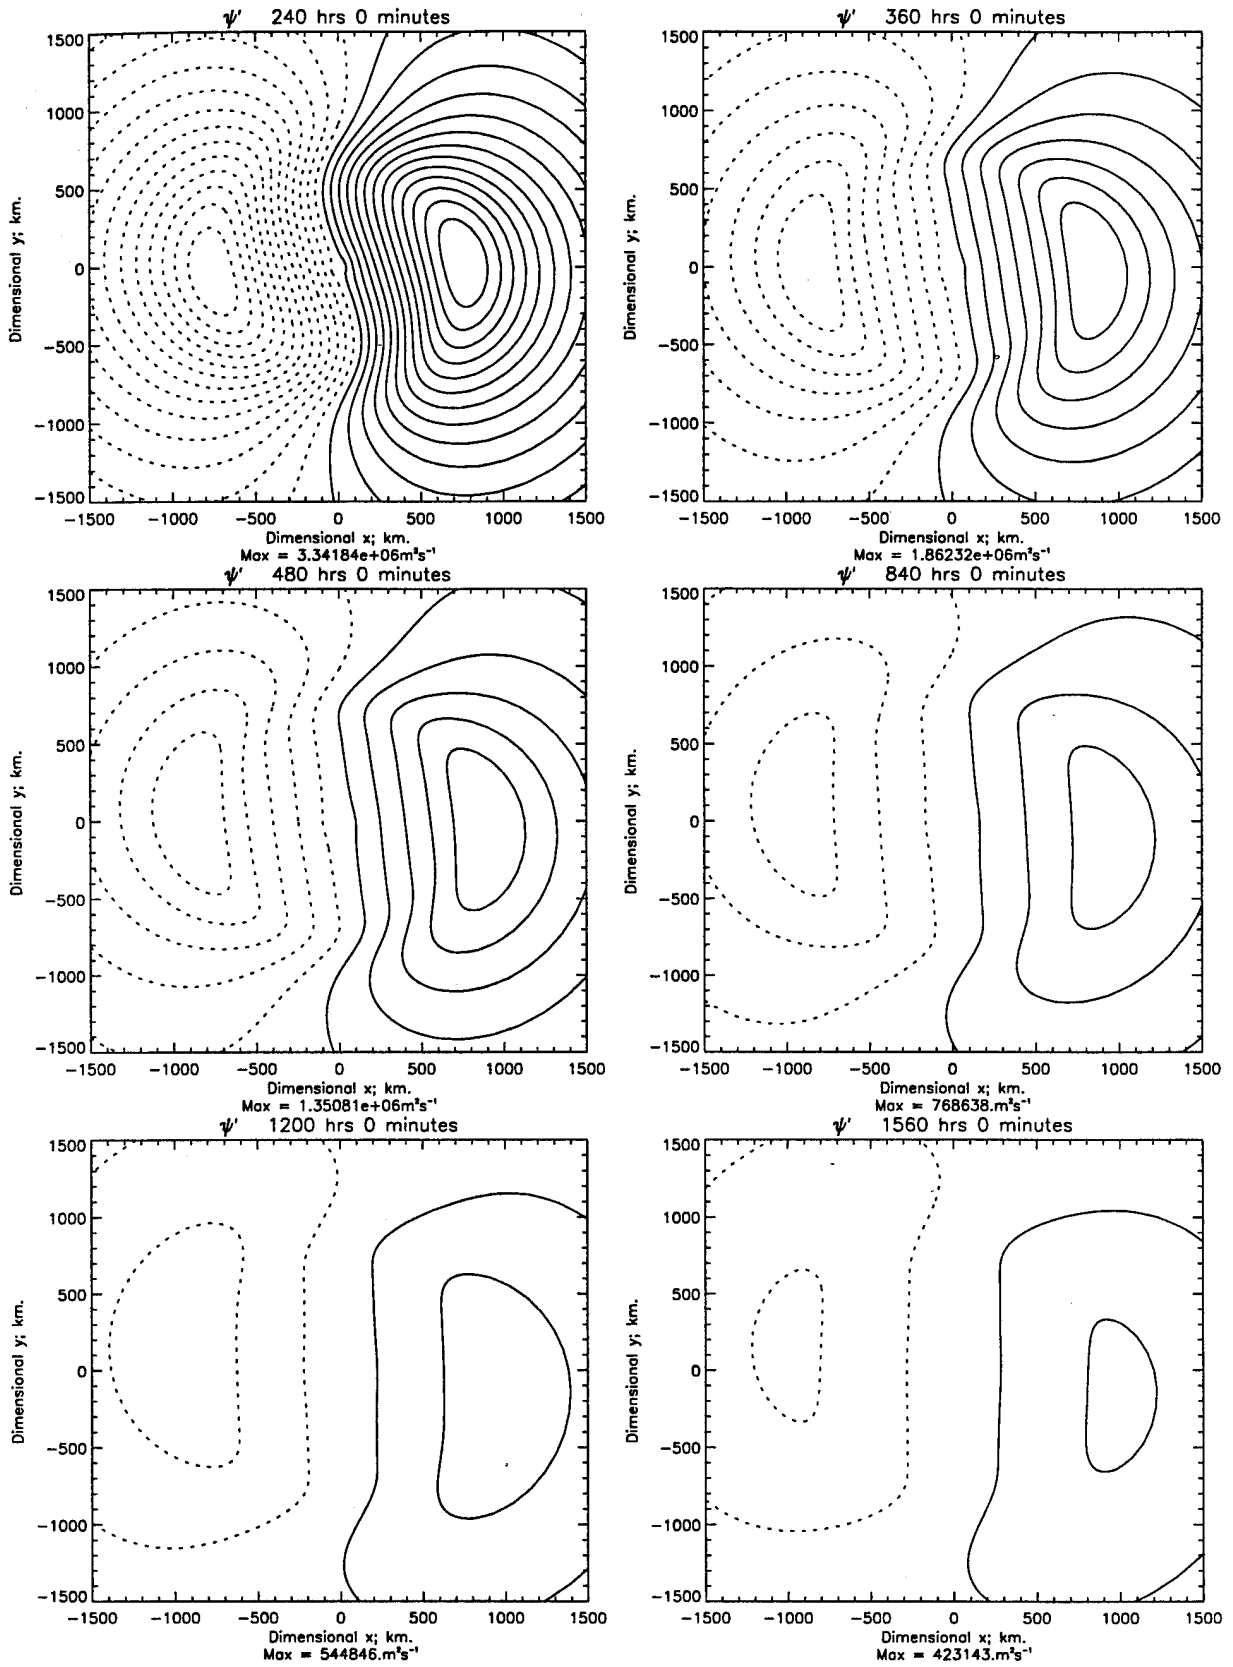 ψ' 240 hrs 0 minutes
1500
1000
500
0
−500
−1000
−1500
Dimensional y; km.
−1500 −1000 −500 0 500 1000 1500
Dimensional x; km.
Max = 3.34184e+06m²s⁻¹
ψ' 360 hrs 0 minutes
1500
1000
500
0
−500
−1000
−1500
Dimensional y; km.
−1500 −1000 −500 0 500 1000 1500
Dimensional x; km.
Max = 1.86232e+06m²s⁻¹
ψ' 480 hrs 0 minutes
1500
1000
500
0
−500
−1000
−1500
Dimensional y; km.
−1500 −1000 −500 0 500 1000 1500
Dimensional x; km.
Max = 1.35081e+06m²s⁻¹
ψ' 840 hrs 0 minutes
1500
1000
500
0
−500
−1000
−1500
Dimensional y; km.
−1500 −1000 −500 0 500 1000 1500
Dimensional x; km.
Max = 768638.m²s⁻¹
ψ' 1200 hrs 0 minutes
1500
1000
500
0
−500
−1000
−1500
Dimensional y; km.
−1500 −1000 −500 0 500 1000 1500
Dimensional x; km.
Max = 544846.m²s⁻¹
ψ' 1560 hrs 0 minutes
1500
1000
500
0
−500
−1000
−1500
Dimensional y; km.
−1500 −1000 −500 0 500 1000 1500
Dimensional x; km.
Max = 423143.m²s⁻¹